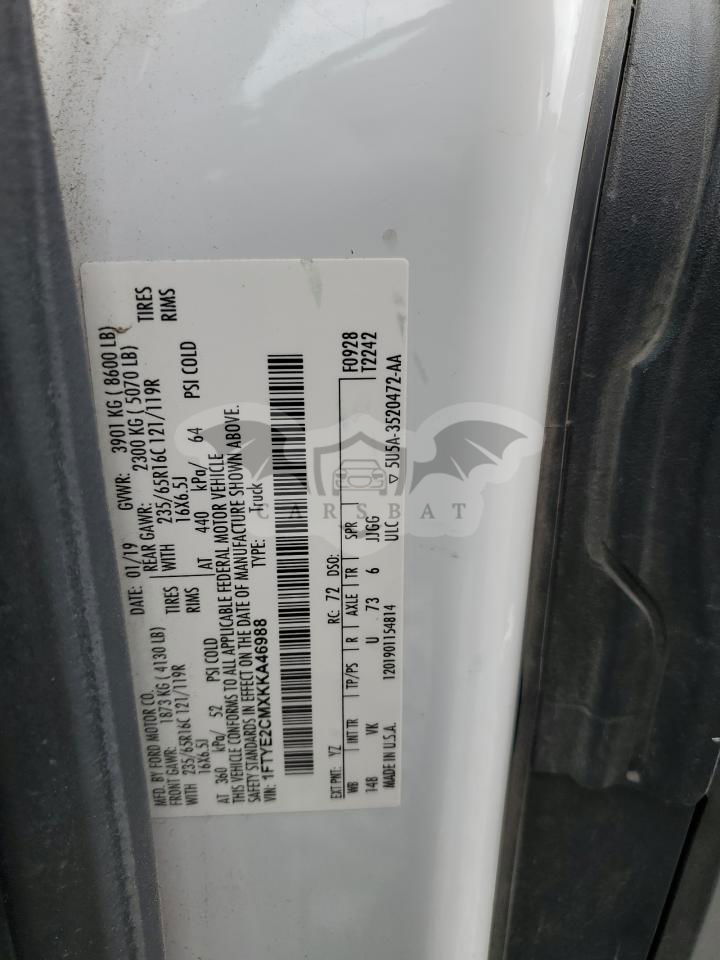 MFD. BY FORD MOTOR CO.
DATE: 01/19 GVWR: 3901 KG ( 8600 LB)
FRONT GAWR: 1873 KG ( 4130 LB) REAR GAWR: 2300 KG ( 5070 LB)
WITH 235/65R16C 121/119R TIRES WITH 235/65R16C 121/119R TIRES
16X6.5J RIMS 16X6.5J RIMS
AT 360 kPa/ 52 PSI COLD AT 440 kPa/ 64 PSI COLD
THIS VEHICLE CONFORMS TO ALL APPLICABLE FEDERAL MOTOR VEHICLE
SAFETY STANDARDS IN EFFECT ON THE DATE OF MANUFACTURE SHOWN ABOVE.
VIN: 1FTYE2CMXKKA46988 TYPE: Truck
EXT PNT: YZ RC: 72 DSO: F0928
WB INT TR TP/PS R AXLE TR SPR T2242
148 VK U 73 6 JJGG
MADE IN U.S.A. 1201901154814 ULC ▽ 5U5A-3520472-AA
CARSBAT